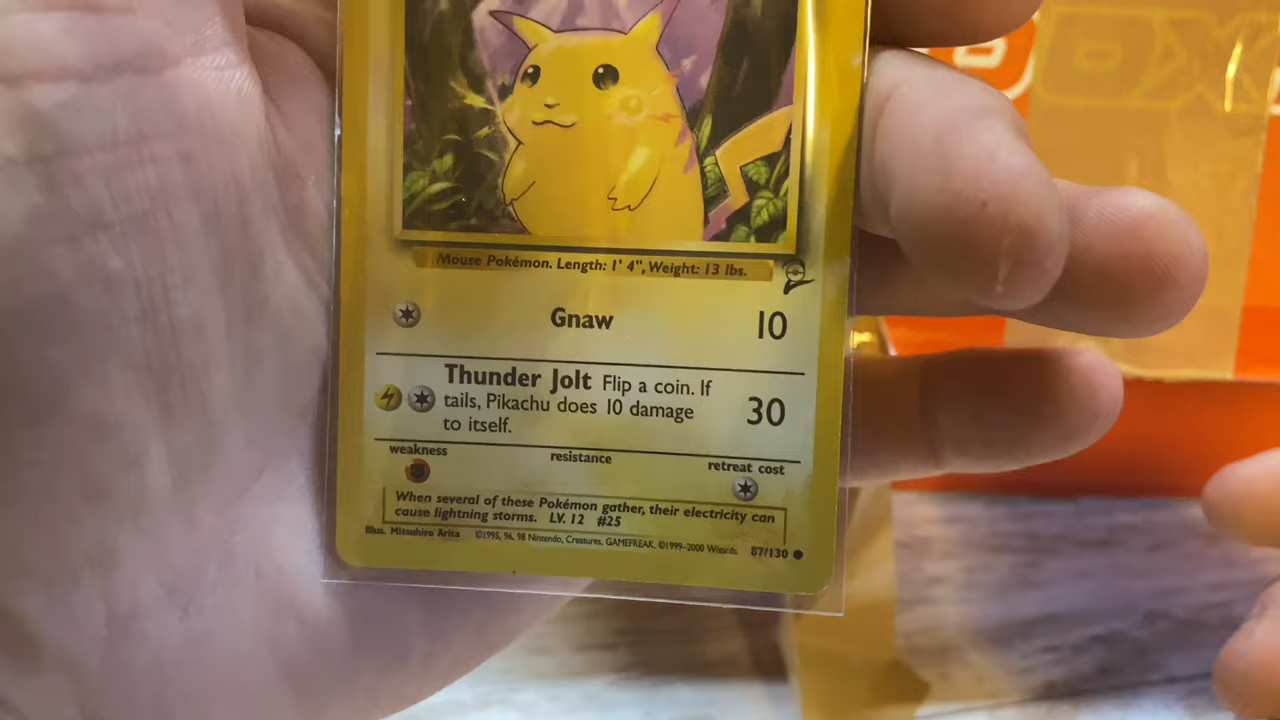 Mouse Pokémon. Length: 1' 4", Weight: 13 lbs.
Gnaw 10
Thunder Jolt Flip a coin. If
tails, Pikachu does 10 damage
to itself.
30
weakness resistance retreat cost
When several of these Pokémon gather, their electricity can
cause lightning storms. LV. 12 #25
Illus. Mitsuhiro Arita ©1995, 96, 98 Nintendo, Creatures, GAMEFREAK. ©1999-2000 Wizards. 87/130